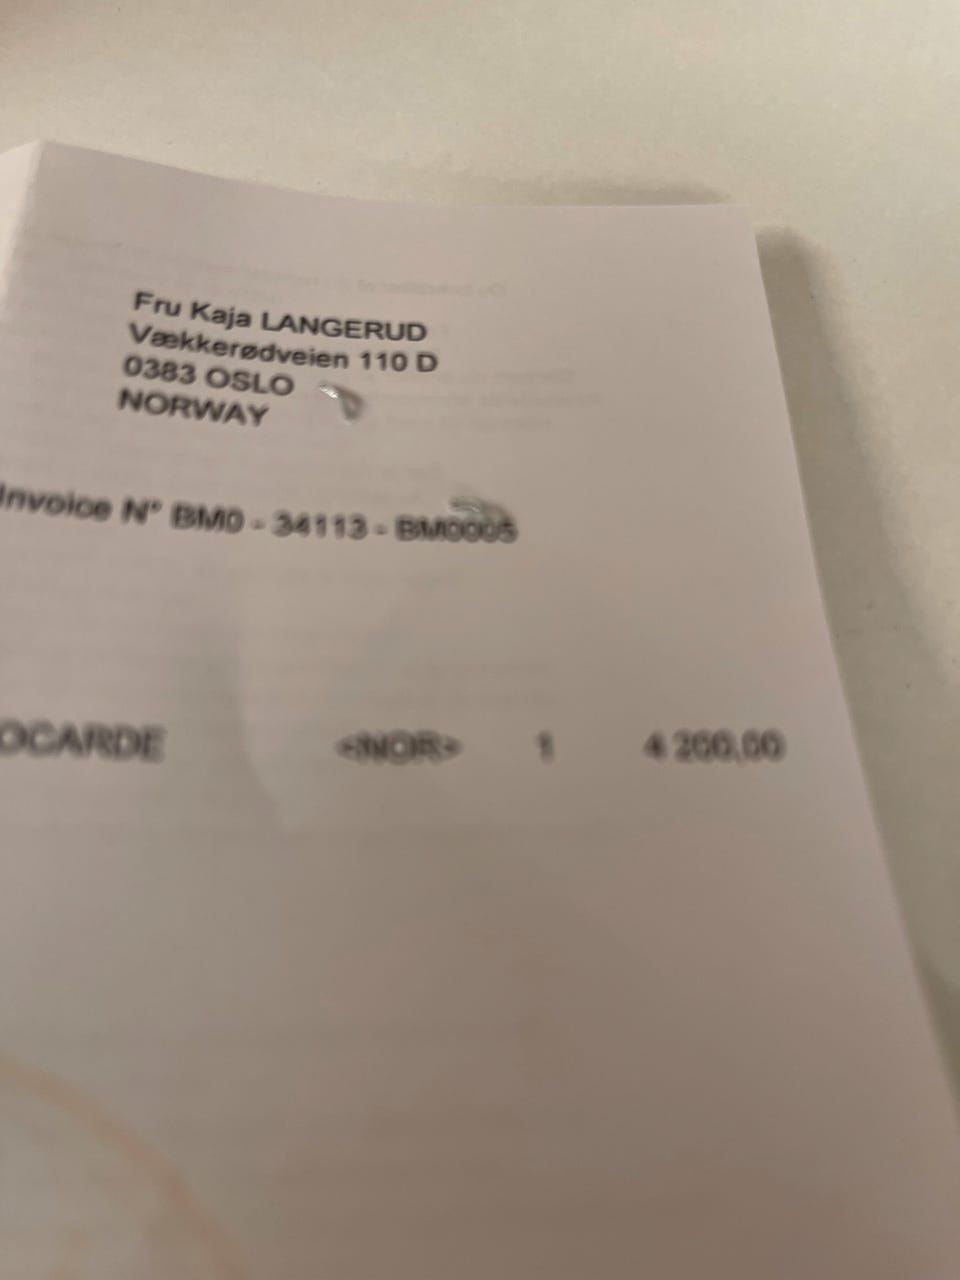 Fru Kaja LANGERUD
Vækkerødveien 110 D
0383 OSLO
NORWAY
Invoice N° BM0 - 34113 - BM0005
OCARDE <NOR> 1 4 200,00